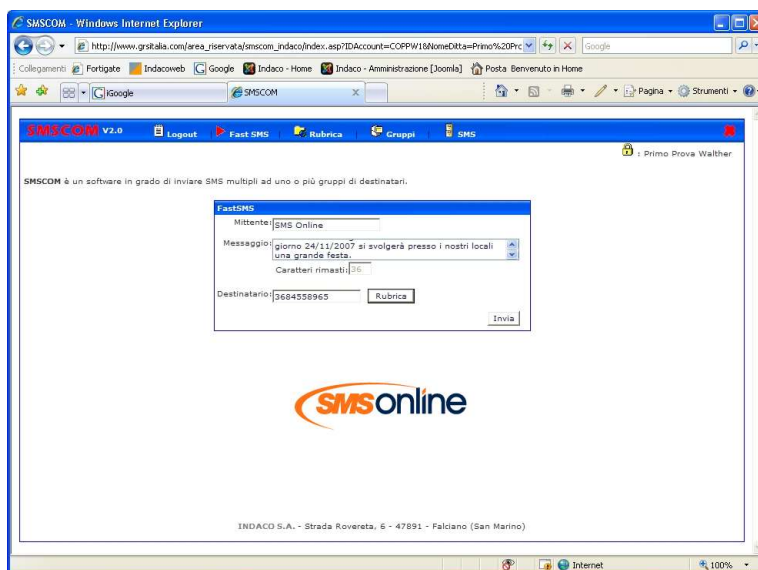 SMSCOM - Windows Internet Explorer
http://www.grsitalia.com/area_riservata/smscom_indaco/index.asp?IDAccount=COPPW1&NomeDitta=Primo%20Prc
Google
Collegamenti Fortigate Indacoweb Google Indaco - Home Indaco - Amministrazione [Joomla] Posta Benvenuto in Home
iGoogle SMSCOM X Pagina Strumenti
SMSCOM V2.0 Logout Fast SMS Rubrica Gruppi SMS
: Primo Prova Walther
SMSCOM è un software in grado di inviare SMS multipli ad uno o più gruppi di destinatari.
FastSMS
Mittente: SMS Online
Messaggio: giorno 24/11/2007 si svolgerà presso i nostri locali
una grande festa.
Caratteri rimasti: 36
Destinatario: 3684558965 Rubrica
Invia
SMSonline
INDACO S.A. - Strada Rovereta, 6 - 47891 - Falciano (San Marino)
Internet 100%